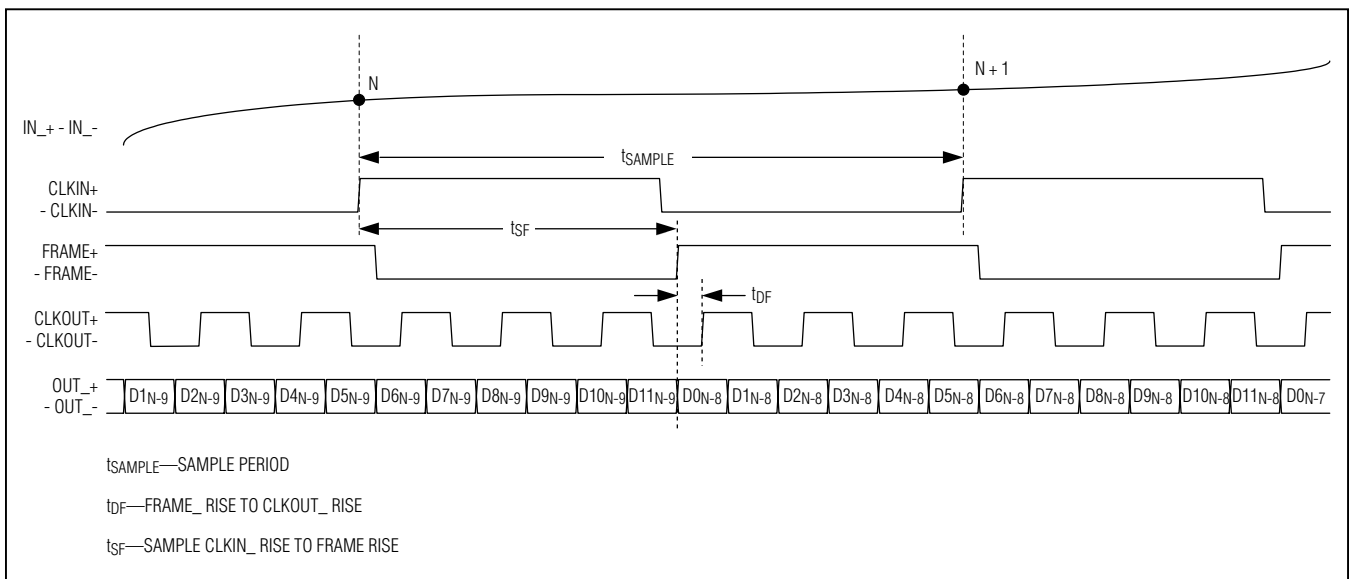 N
N + 1
IN_+ - IN_-
tSAMPLE
CLKIN+
- CLKIN-
tSF
FRAME+
- FRAME-
tDF
CLKOUT+
- CLKOUT-
OUT_+
- OUT_-
D1N-9 D2N-9 D3N-9 D4N-9 D5N-9 D6N-9 D7N-9 D8N-9 D9N-9 D10N-9 D11N-9 D0N-8 D1N-8 D2N-8 D3N-8 D4N-8 D5N-8 D6N-8 D7N-8 D8N-8 D9N-8 D10N-8 D11N-8 D0N-7
tSAMPLE—SAMPLE PERIOD
tDF—FRAME_ RISE TO CLKOUT_ RISE
tSF—SAMPLE CLKIN_ RISE TO FRAME RISE